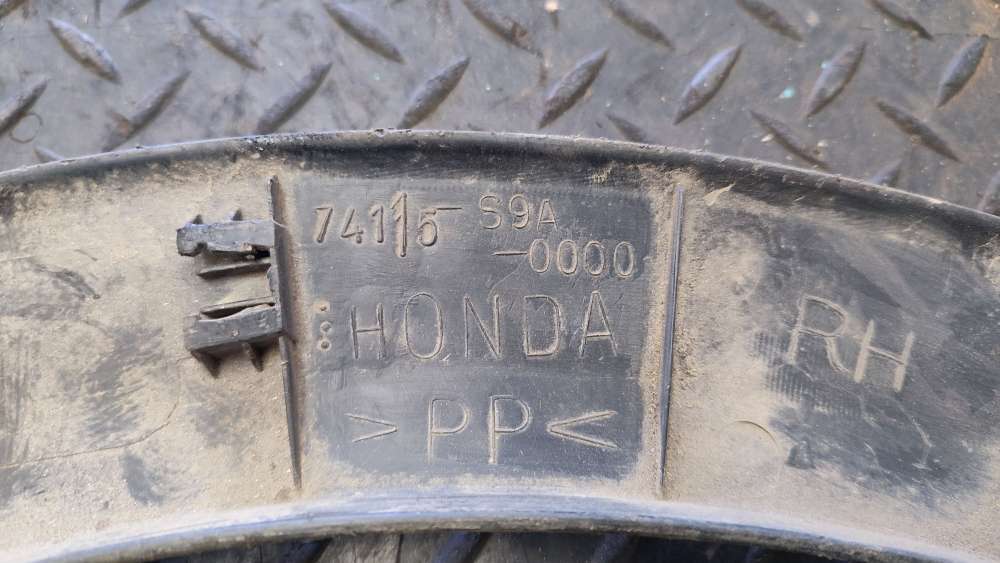 74115-S9A
-0000
HONDA
>PP<
RH